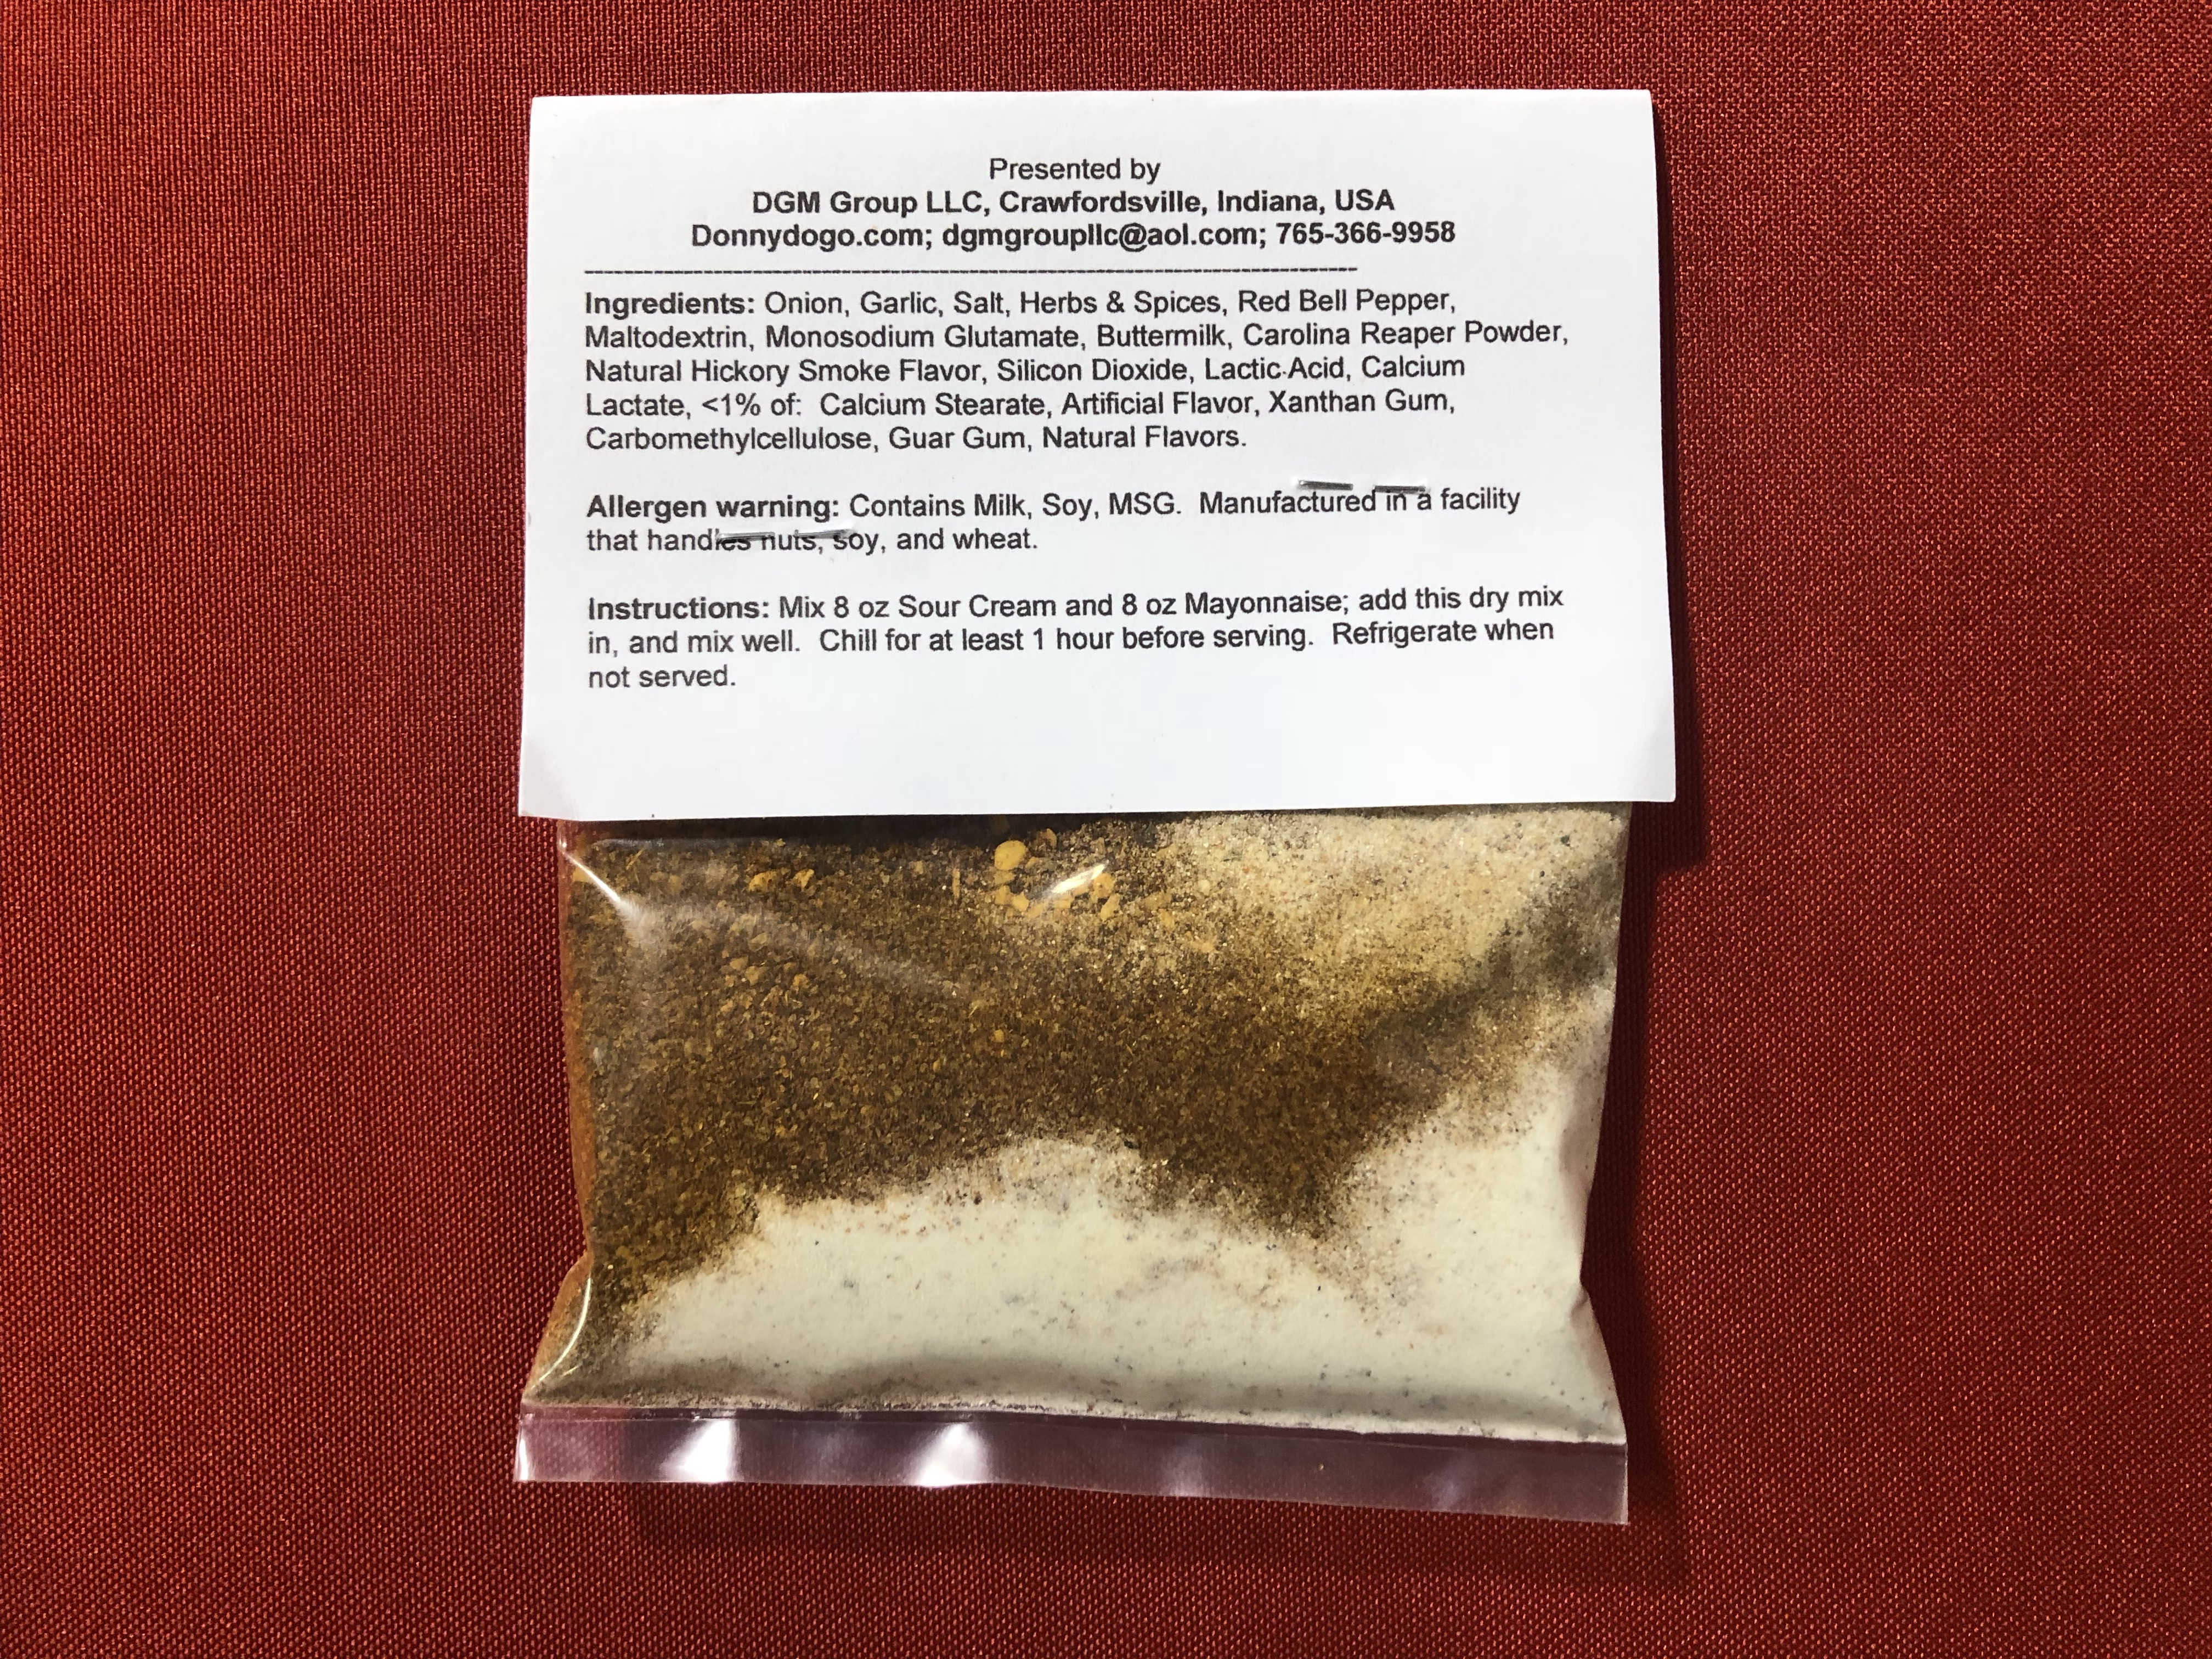 Presented by
DGM Group LLC, Crawfordsville, Indiana, USA
Donnydogo.com; dgmgroupllc@aol.com; 765-366-9958
--------------------------------------------------------------------------------
Ingredients: Onion, Garlic, Salt, Herbs & Spices, Red Bell Pepper,
Maltodextrin, Monosodium Glutamate, Buttermilk, Carolina Reaper Powder,
Natural Hickory Smoke Flavor, Silicon Dioxide, Lactic Acid, Calcium
Lactate, <1% of:  Calcium Stearate, Artificial Flavor, Xanthan Gum,
Carbomethylcellulose, Guar Gum, Natural Flavors.
Allergen warning: Contains Milk, Soy, MSG.  Manufactured in a facility
that handles nuts, soy, and wheat.
Instructions: Mix 8 oz Sour Cream and 8 oz Mayonnaise; add this dry mix
in, and mix well.  Chill for at least 1 hour before serving.  Refrigerate when
not served.